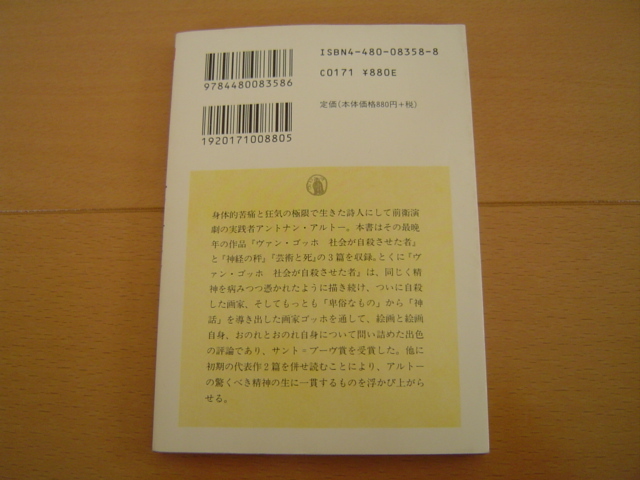 ISBN4-480-08358-8
C0171 ¥880E
定価(本体価格880円+税)
9784480083586
1920171008805
身体的苦痛と狂気の極限で生きた詩人にして前衛演
劇の実践者アントナン・アルトー。本書はその最晩
年の作品『ヴァン・ゴッホ 社会が自殺させた者』
と『神経の秤』『芸術と死』の3篇を収録。とくに『ヴ
ァン・ゴッホ 社会が自殺させた者』は、同じく精
神を病みつつ憑かれたように描き続け、ついに自殺
した画家、そしてもっとも「卑俗なもの」から「神
話」を導き出した画家ゴッホを通して、絵画と絵画
自身、おのれとおのれ自身について問い詰めた出色
の評論であり、サント・ブーヴ賞を受賞した。他に
初期の代表作2篇を併せ読むことにより、アルトー
の驚くべき精神の生に一貫するものを浮かび上がら
せる。